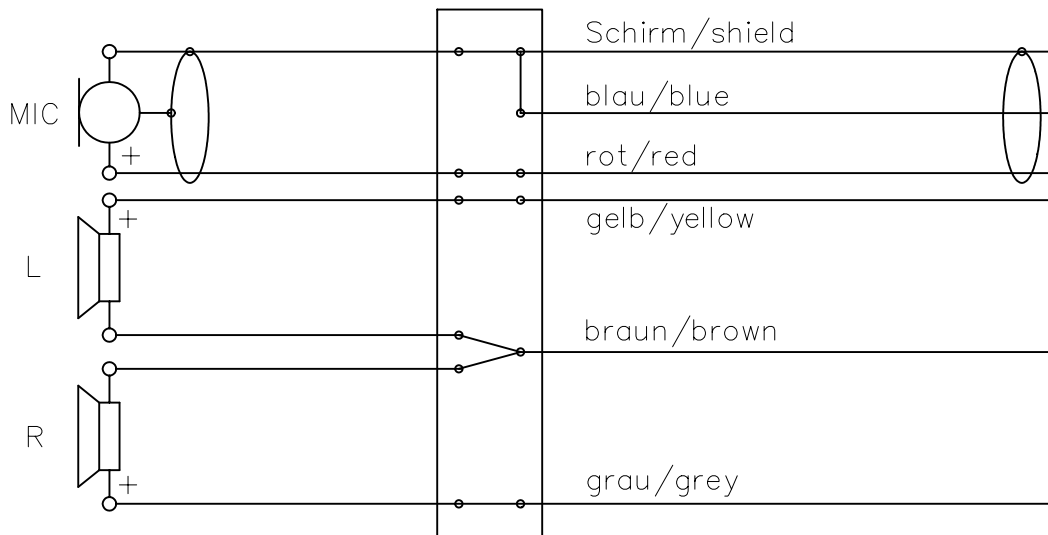 Schirm/shield
MIC
blau/blue
+
rot/red
+
gelb/yellow
L
braun/brown
R
+
grau/grey